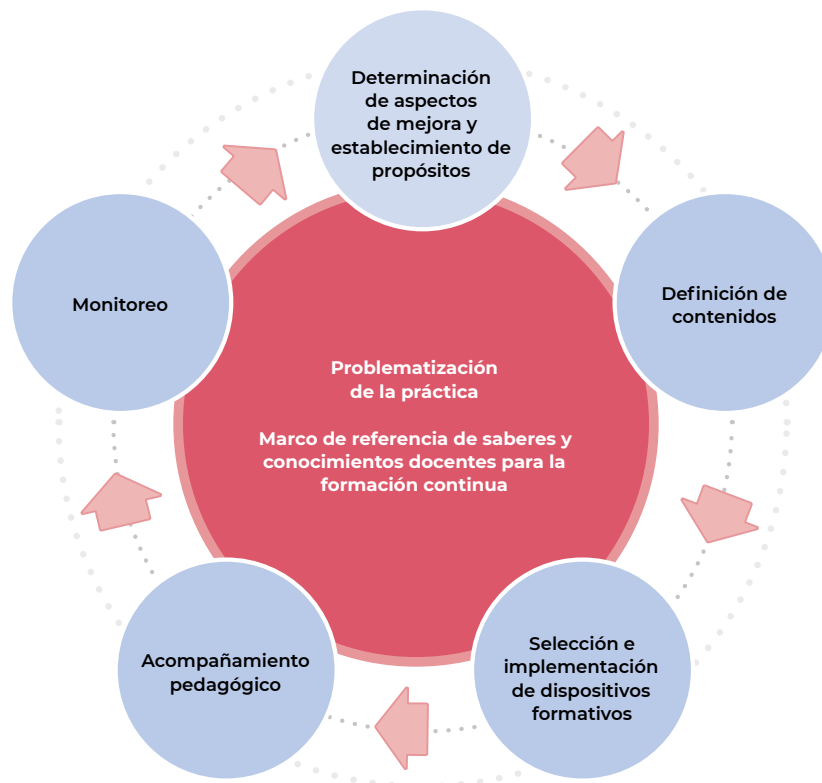 Determinación
de aspectos
de mejora y
establecimiento de
propósitos
Definición de
contenidos
Selección e
implementación
de dispositivos
formativos
Acompañamiento
pedagógico
Monitoreo
Problematización
de la práctica
Marco de referencia de saberes y
conocimientos docentes para la
formación continua